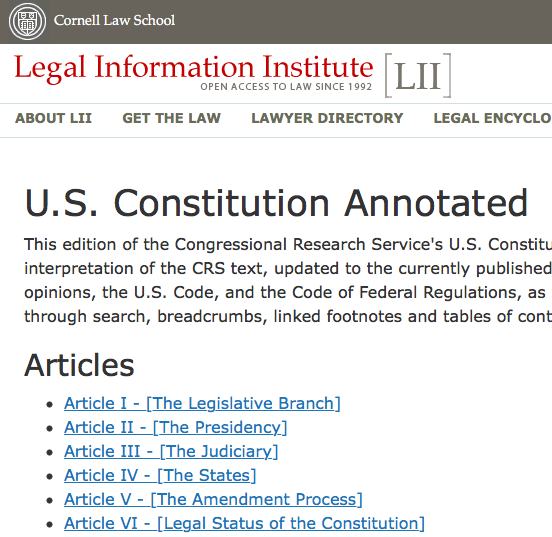 Cornell Law School
Legal Information Institute [LII]
OPEN ACCESS TO LAW SINCE 1992
ABOUT LII GET THE LAW LAWYER DIRECTORY LEGAL ENCYCLO
U.S. Constitution Annotated
This edition of the Congressional Research Service's U.S. Constitu
interpretation of the CRS text, updated to the currently published
opinions, the U.S. Code, and the Code of Federal Regulations, as
through search, breadcrumbs, linked footnotes and tables of cont
Articles
• Article I - [The Legislative Branch]
• Article II - [The Presidency]
• Article III - [The Judiciary]
• Article IV - [The States]
• Article V - [The Amendment Process]
• Article VI - [Legal Status of the Constitution]